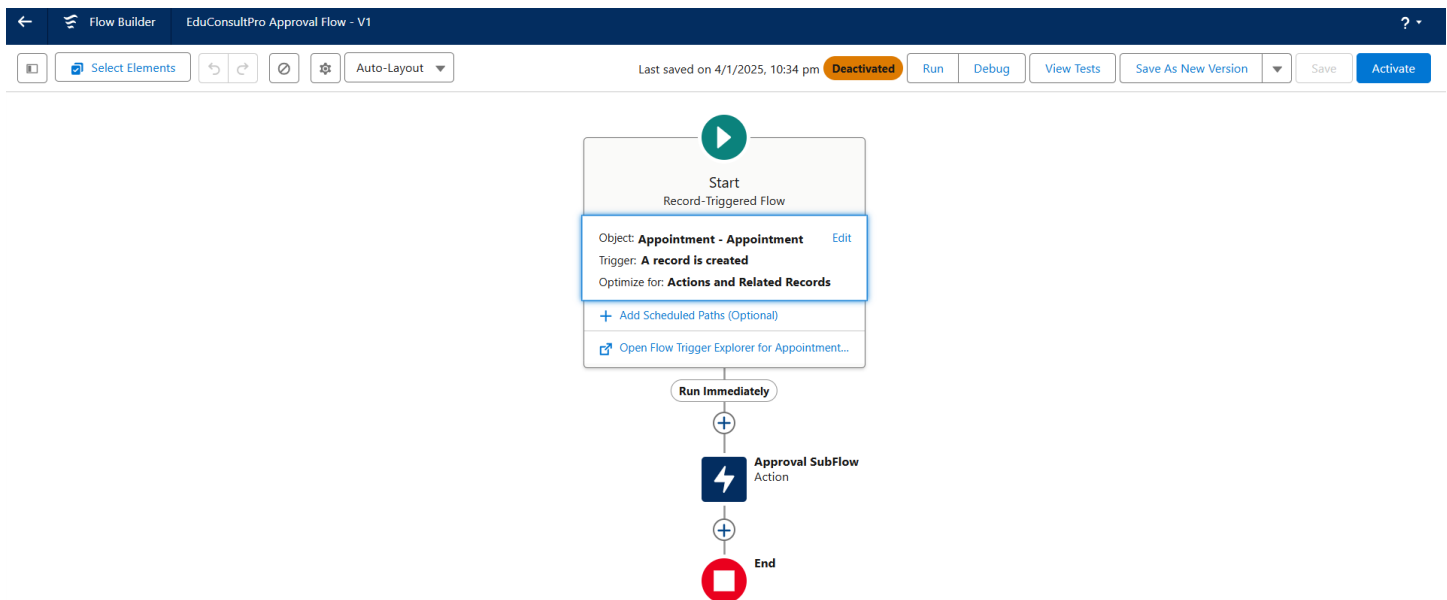 Flow Builder EduConsultPro Approval Flow - V1 ?
Select Elements Auto-Layout Last saved on 4/1/2025, 10:34 pm Deactivated Run Debug View Tests Save As New Version Save Activate
Start
Record-Triggered Flow
Object: Appointment - Appointment Edit
Trigger: A record is created
Optimize for: Actions and Related Records
+ Add Scheduled Paths (Optional)
Open Flow Trigger Explorer for Appointment...
Run Immediately
Approval SubFlow
Action
End